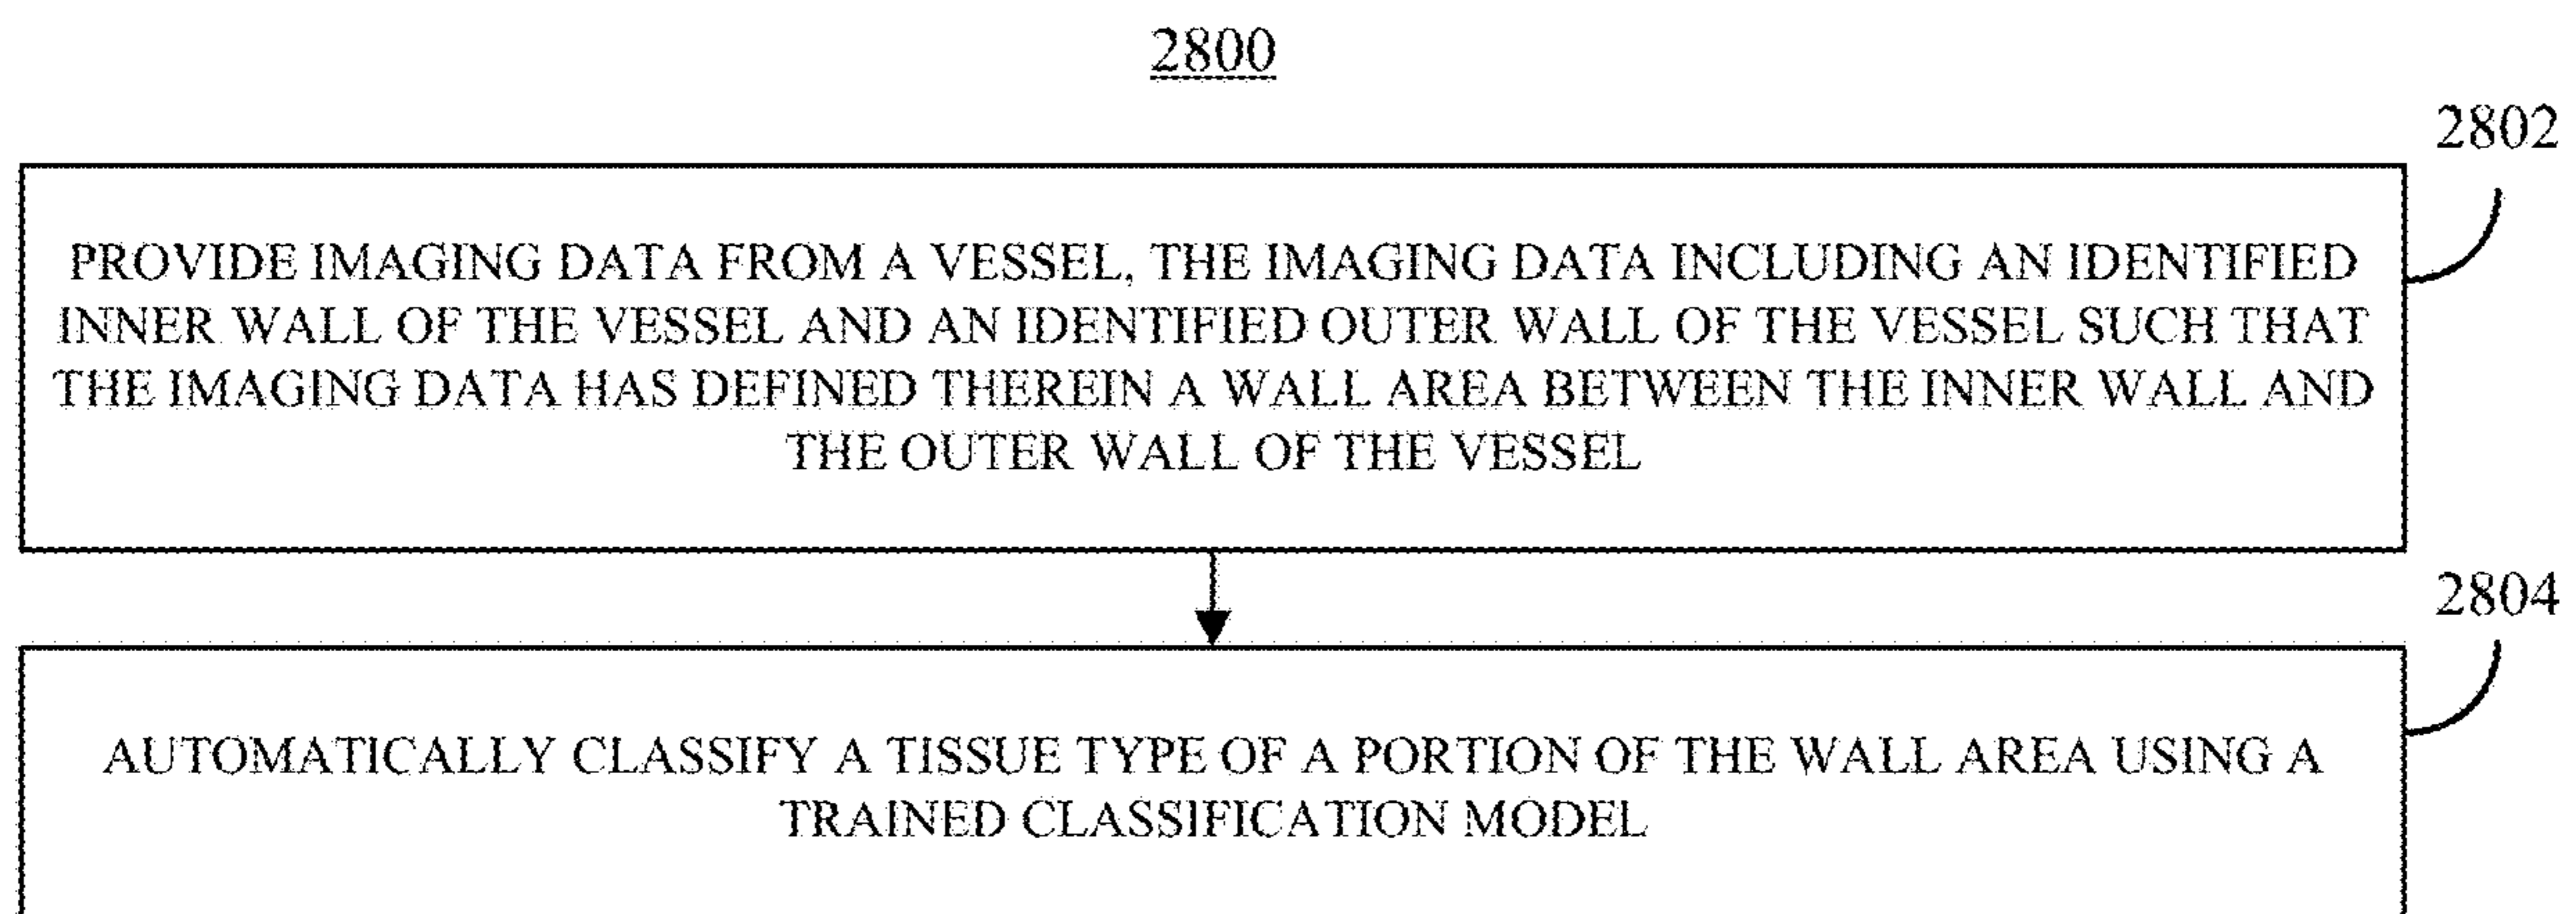 2800
2802
PROVIDE IMAGING DATA FROM A VESSEL, THE IMAGING DATA INCLUDING AN IDENTIFIED
INNER WALL OF THE VESSEL AND AN IDENTIFIED OUTER WALL OF THE VESSEL SUCH THAT
THE IMAGING DATA HAS DEFINED THEREIN A WALL AREA BETWEEN THE INNER WALL AND
THE OUTER WALL OF THE VESSEL
2804
AUTOMATICALLY CLASSIFY A TISSUE TYPE OF A PORTION OF THE WALL AREA USING A
TRAINED CLASSIFICATION MODEL